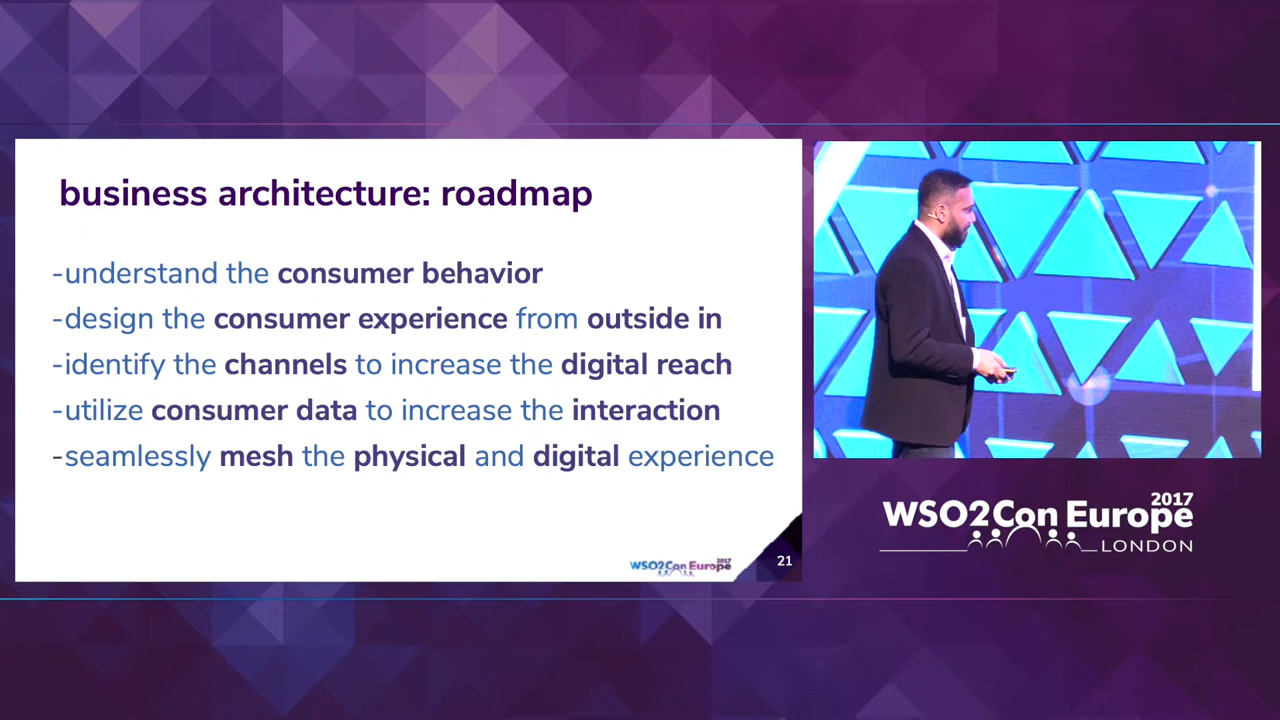 business architecture: roadmap
-understand the consumer behavior
-design the consumer experience from outside in
-identify the channels to increase the digital reach
-utilize consumer data to increase the interaction
-seamlessly mesh the physical and digital experience
WSO2Con Europe 2017
21
2017
WSO2Con Europe
LONDON